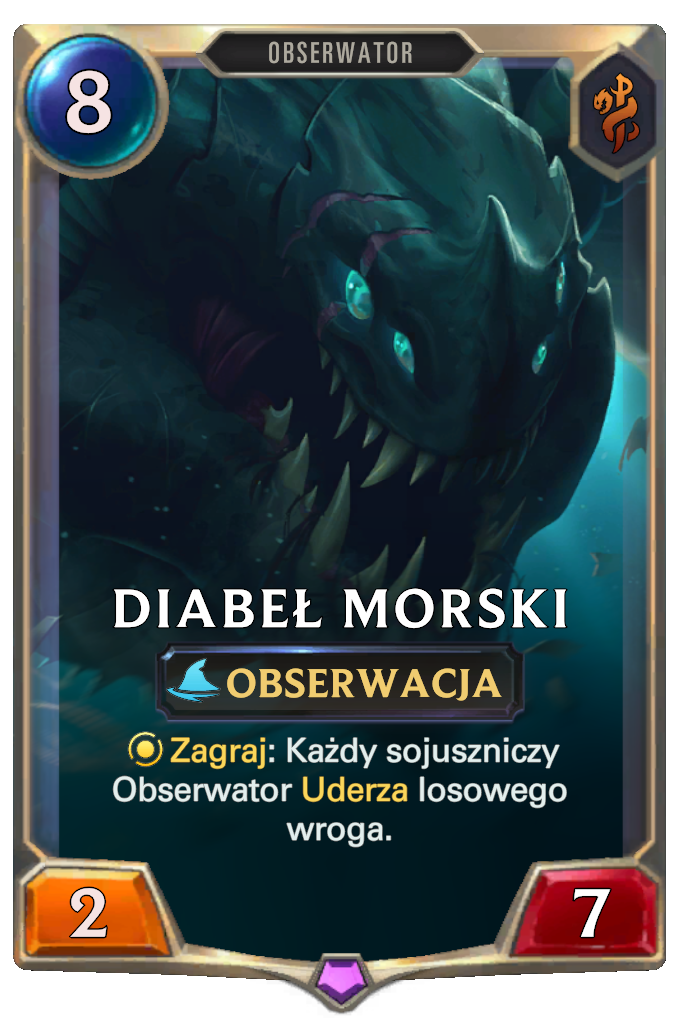 OBSERWATOR
8
DIABEŁ MORSKI
OBSERWACJA
Zagraj: Każdy sojuszniczy
Obserwator Uderza losowego
wroga.
2
7